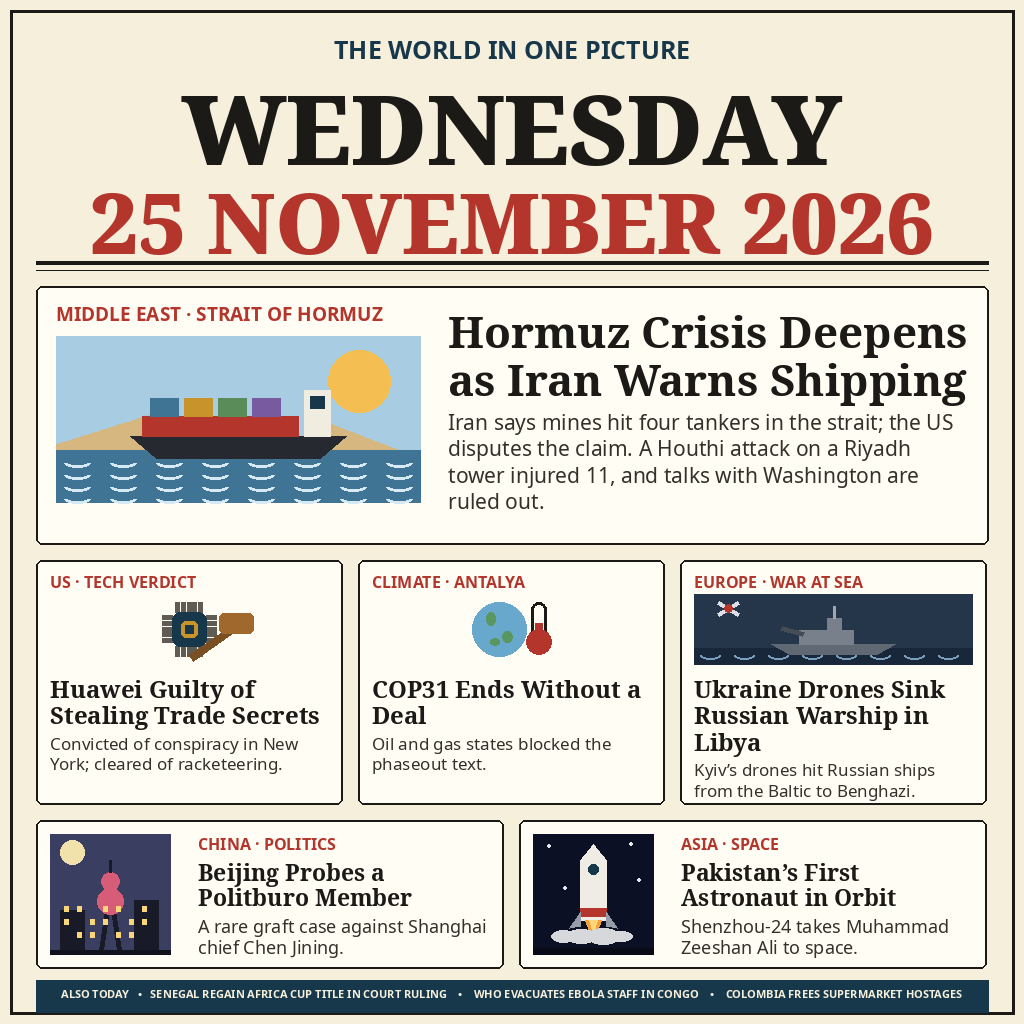 THE WORLD IN ONE PICTURE
WEDNESDAY
25 NOVEMBER 2026
MIDDLE EAST · STRAIT OF HORMUZ
Hormuz Crisis Deepens
as Iran Warns Shipping
Iran says mines hit four tankers in the strait; the US
disputes the claim. A Houthi attack on a Riyadh
tower injured 11, and talks with Washington are
ruled out.
US · TECH VERDICT
Huawei Guilty of
Stealing Trade Secrets
Convicted of conspiracy in New
York; cleared of racketeering.
CLIMATE · ANTALYA
COP31 Ends Without a
Deal
Oil and gas states blocked the
phaseout text.
EUROPE · WAR AT SEA
Ukraine Drones Sink
Russian Warship in
Libya
Kyiv’s drones hit Russian ships
from the Baltic to Benghazi.
CHINA · POLITICS
Beijing Probes a
Politburo Member
A rare graft case against Shanghai
chief Chen Jining.
ASIA · SPACE
Pakistan’s First
Astronaut in Orbit
Shenzhou-24 takes Muhammad
Zeeshan Ali to space.
ALSO TODAY • SENEGAL REGAIN AFRICA CUP TITLE IN COURT RULING • WHO EVACUATES EBOLA STAFF IN CONGO • COLOMBIA FREES SUPERMARKET HOSTAGES